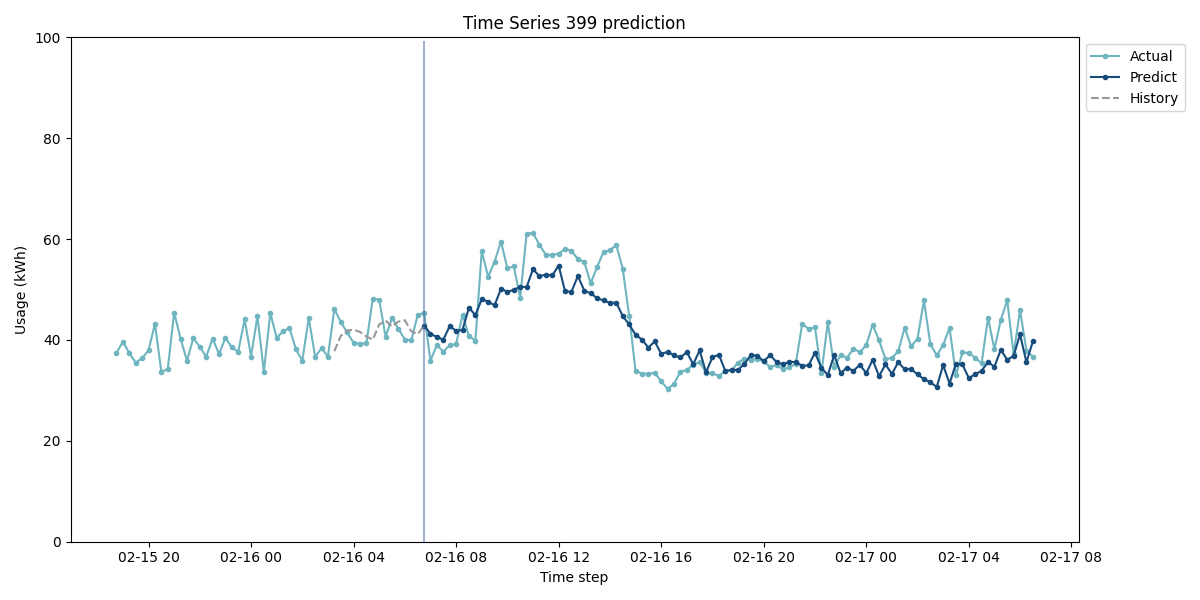 Time Series 399 prediction
100
80
60
40
20
0
Usage (kWh)
02-15 20
02-16 00
02-16 04
02-16 08
02-16 12
02-16 16
02-16 20
02-17 00
02-17 04
02-17 08
Time step
Actual
Predict
History